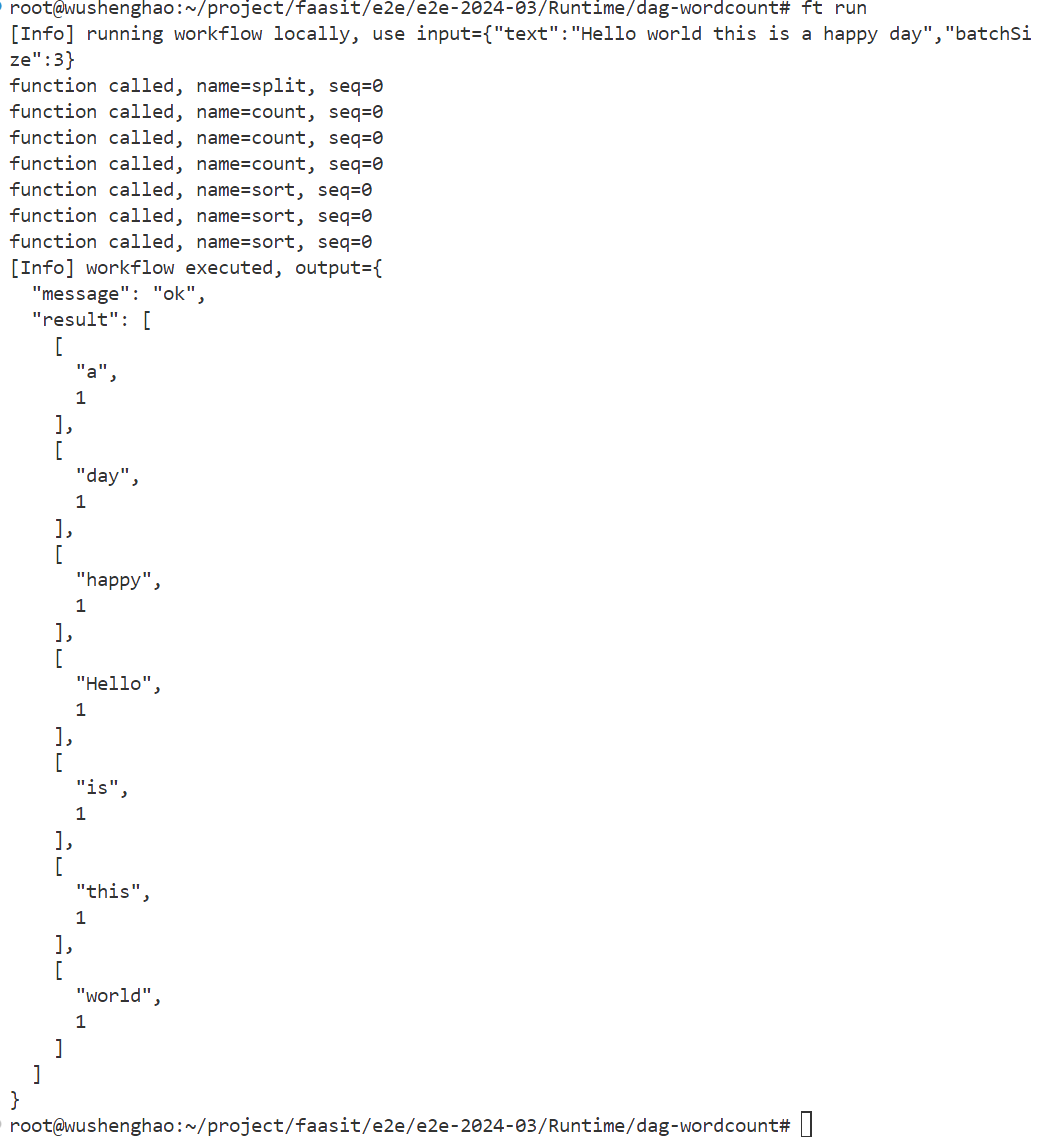 root@wushenghao:~/project/faasit/e2e/e2e-2024-03/Runtime/dag-wordcount# ft run
[Info] running workflow locally, use input={"text":"Hello world this is a happy day","batchSi
ze":3}
function called, name=split, seq=0
function called, name=count, seq=0
function called, name=count, seq=0
function called, name=count, seq=0
function called, name=sort, seq=0
function called, name=sort, seq=0
function called, name=sort, seq=0
[Info] workflow executed, output={
  "message": "ok",
  "result": [
    [
      "a",
      1
    ],
    [
      "day",
      1
    ],
    [
      "happy",
      1
    ],
    [
      "Hello",
      1
    ],
    [
      "is",
      1
    ],
    [
      "this",
      1
    ],
    [
      "world",
      1
    ]
  ]
}
root@wushenghao:~/project/faasit/e2e/e2e-2024-03/Runtime/dag-wordcount#